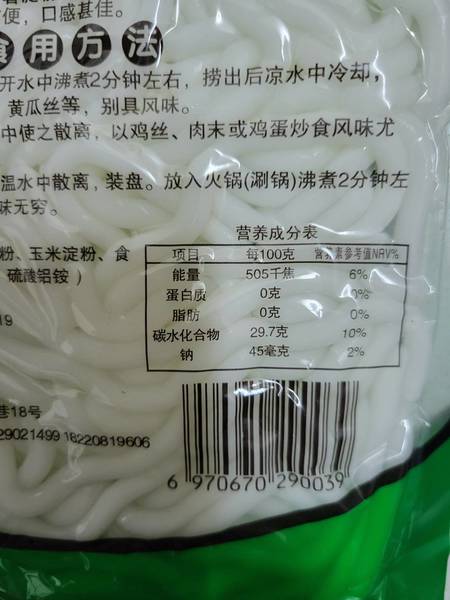 便，口感甚佳。
食用方法
开水中沸煮2分钟左右，捞出后凉水中冷却，
黄瓜丝等，别具风味。
中使之散离，以鸡丝、肉末或鸡蛋炒食风味尤
温水中散离，装盘。放入火锅(涮锅)沸煮2分钟左
味无穷。
粉、玉米淀粉、食
硫酸铝铵）
19
巷18号
29021499 18220819606
营养成分表
项目 每100克 营养素参考值NRV%
能量 505千焦 6%
蛋白质 0克 0%
脂肪 0克 0%
碳水化合物 29.7克 10%
钠 45毫克 2%
6 970670 290039